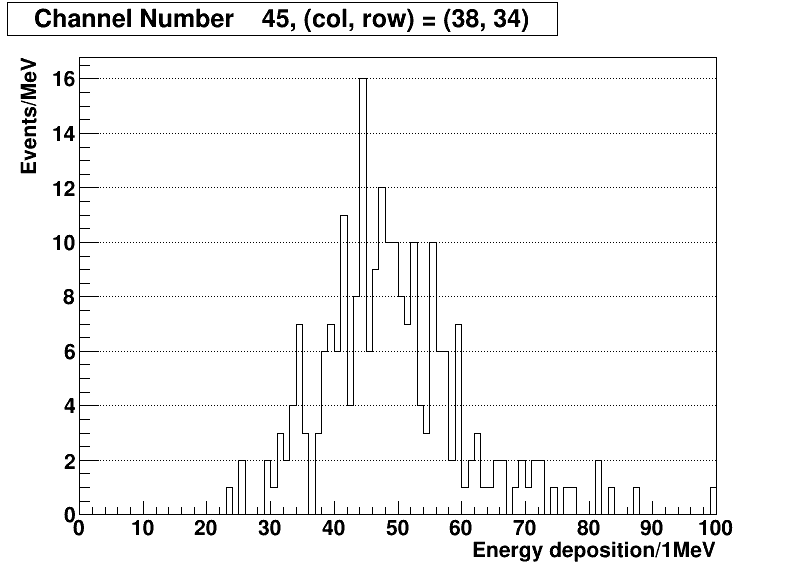 Channel Number 45, (col, row) = (38, 34)
Events/MeV
16
14
12
10
8
6
4
2
0
0 10 20 30 40 50 60 70 80 90 100
Energy deposition/1MeV